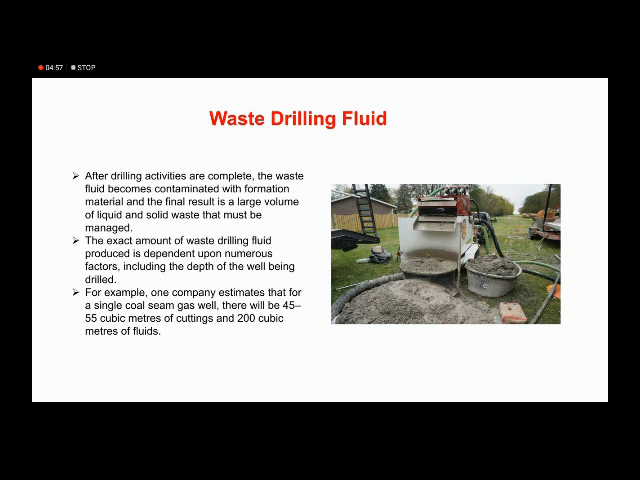 04:57 STOP
Waste Drilling Fluid
➢ After drilling activities are complete, the waste
fluid becomes contaminated with formation
material and the final result is a large volume
of liquid and solid waste that must be
managed.
➢ The exact amount of waste drilling fluid
produced is dependent upon numerous
factors, including the depth of the well being
drilled.
➢ For example, one company estimates that for
a single coal seam gas well, there will be 45–
55 cubic metres of cuttings and 200 cubic
metres of fluids.